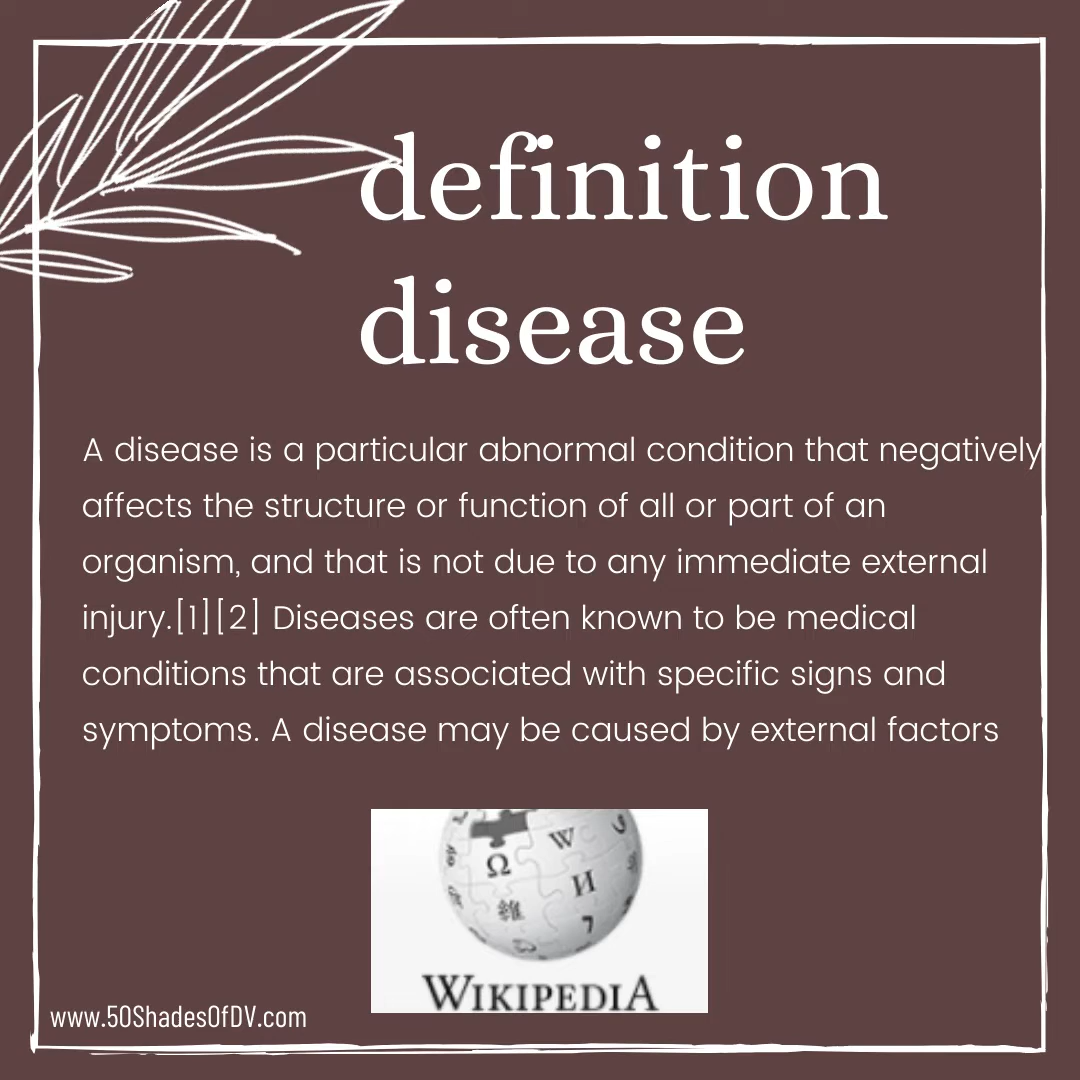 definition
disease
A disease is a particular abnormal condition that negatively
affects the structure or function of all or part of an
organism, and that is not due to any immediate external
injury.[1][2] Diseases are often known to be medical
conditions that are associated with specific signs and
symptoms. A disease may be caused by external factors
Ω W
И
維
WIKIPEDIA
www.50ShadesOfDV.com